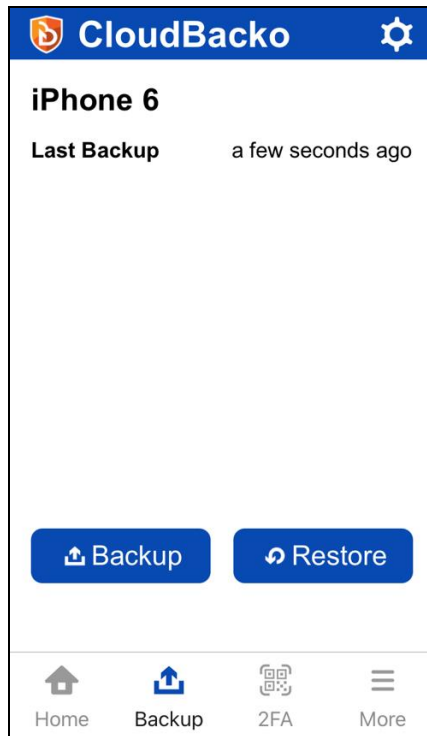 CloudBacko
iPhone 6
Last Backup a few seconds ago
Backup Restore
Home Backup 2FA More